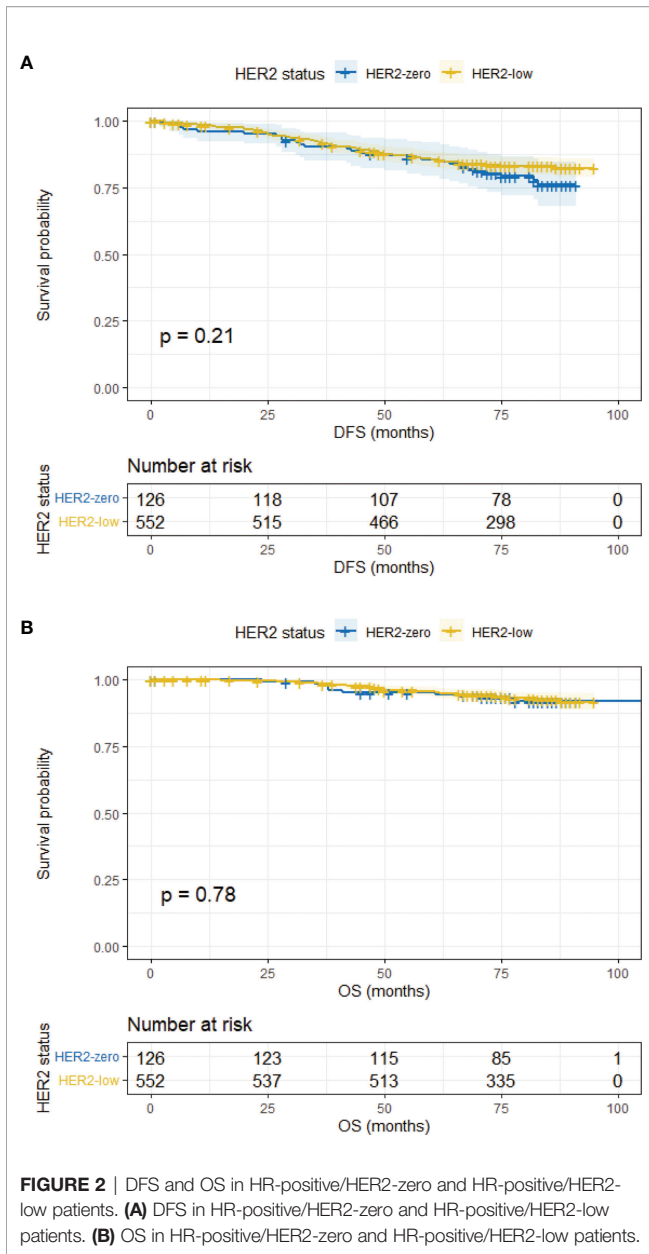 A
HER2 status HER2-zero HER2-low
Survival probability
1.00
0.75
0.50
0.25
0.00
p = 0.21
0 25 50 75 100
DFS (months)
Number at risk
HER2 status
HER2-zero 126 118 107 78 0
HER2-low 552 515 466 298 0
0 25 50 75 100
DFS (months)
B
HER2 status HER2-zero HER2-low
Survival probability
1.00
0.75
0.50
0.25
0.00
p = 0.78
0 25 50 75 100
OS (months)
Number at risk
HER2 status
HER2-zero 126 123 115 85 1
HER2-low 552 537 513 335 0
0 25 50 75 100
OS (months)
FIGURE 2 | DFS and OS in HR-positive/HER2-zero and HR-positive/HER2-
low patients. (A) DFS in HR-positive/HER2-zero and HR-positive/HER2-low
patients. (B) OS in HR-positive/HER2-zero and HR-positive/HER2-low patients.